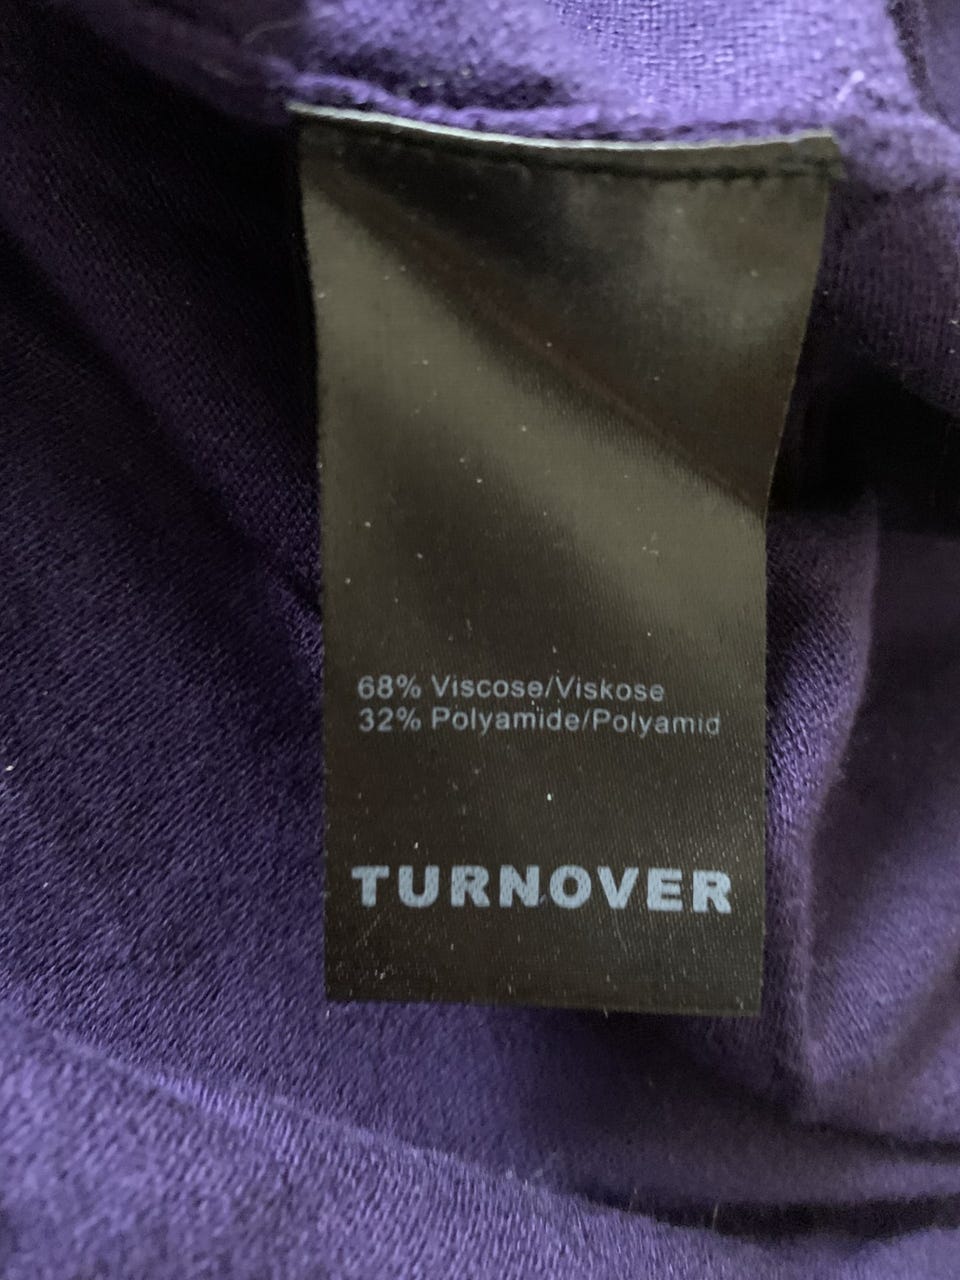 68% Viscose/Viskose
32% Polyamide/Polyamid
TURNOVER